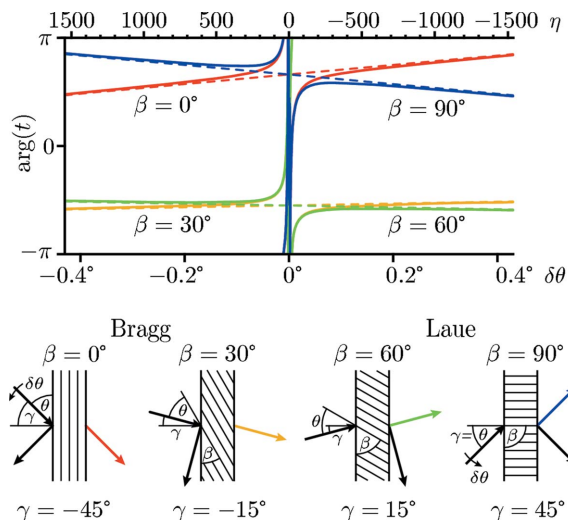 1500 1000 500 0 −500 −1000 −1500 η
π
β = 0° β = 90°
arg(t)
0
β = 30° β = 60°
−π
−0.4° −0.2° 0° 0.2° 0.4° δθ
Bragg Laue
β = 0° β = 30° β = 60° β = 90°
δθ θ γ
θ γ β
θ γ β
γ= θ β δθ
γ = −45° γ = −15° γ = 15° γ = 45°